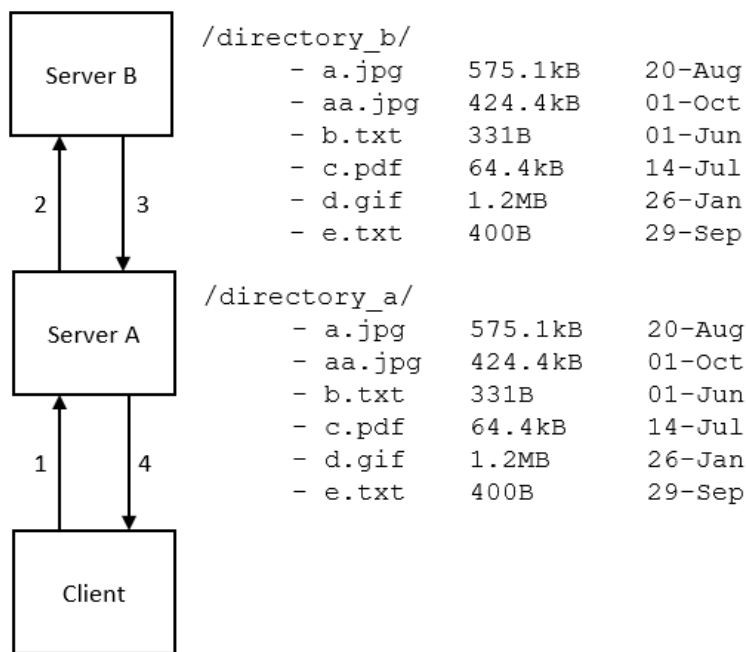 /directory_b/
Server B
- a.jpg 575.1kB 20-Aug
- aa.jpg 424.4kB 01-Oct
- b.txt 331B 01-Jun
- c.pdf 64.4kB 14-Jul
- d.gif 1.2MB 26-Jan
- e.txt 400B 29-Sep
2 3
/directory_a/
Server A
- a.jpg 575.1kB 20-Aug
- aa.jpg 424.4kB 01-Oct
- b.txt 331B 01-Jun
- c.pdf 64.4kB 14-Jul
- d.gif 1.2MB 26-Jan
- e.txt 400B 29-Sep
1 4
Client